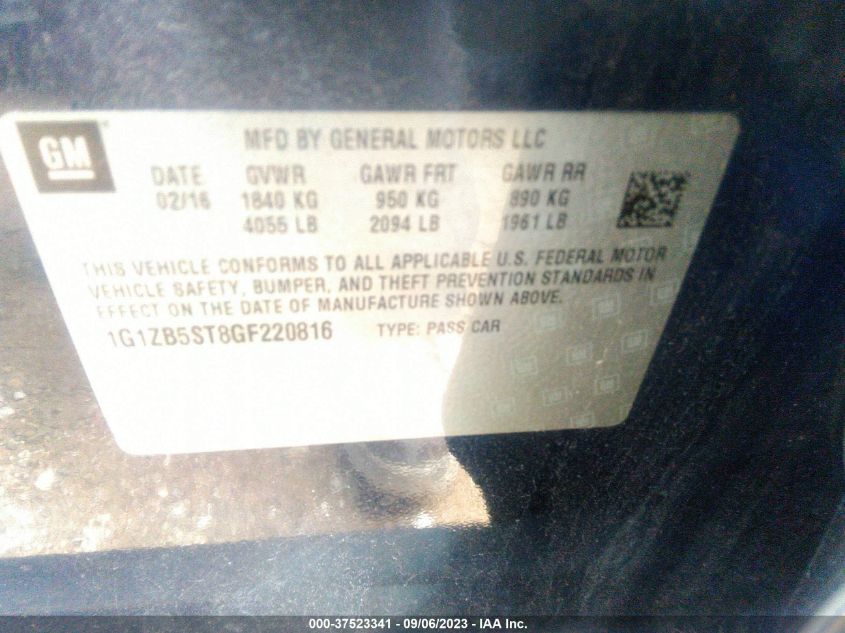 GM
MFD BY GENERAL MOTORS LLC
DATE GVWR GAWR FRT GAWR RR
02/16 1840 KG 950 KG 890 KG
4055 LB 2094 LB 1961 LB
THIS VEHICLE CONFORMS TO ALL APPLICABLE U.S. FEDERAL MOTOR
VEHICLE SAFETY, BUMPER, AND THEFT PREVENTION STANDARDS IN
EFFECT ON THE DATE OF MANUFACTURE SHOWN ABOVE.
1G1ZB5ST8GF220816 TYPE: PASS CAR
000-37523341 - 09/06/2023 - IAA Inc.